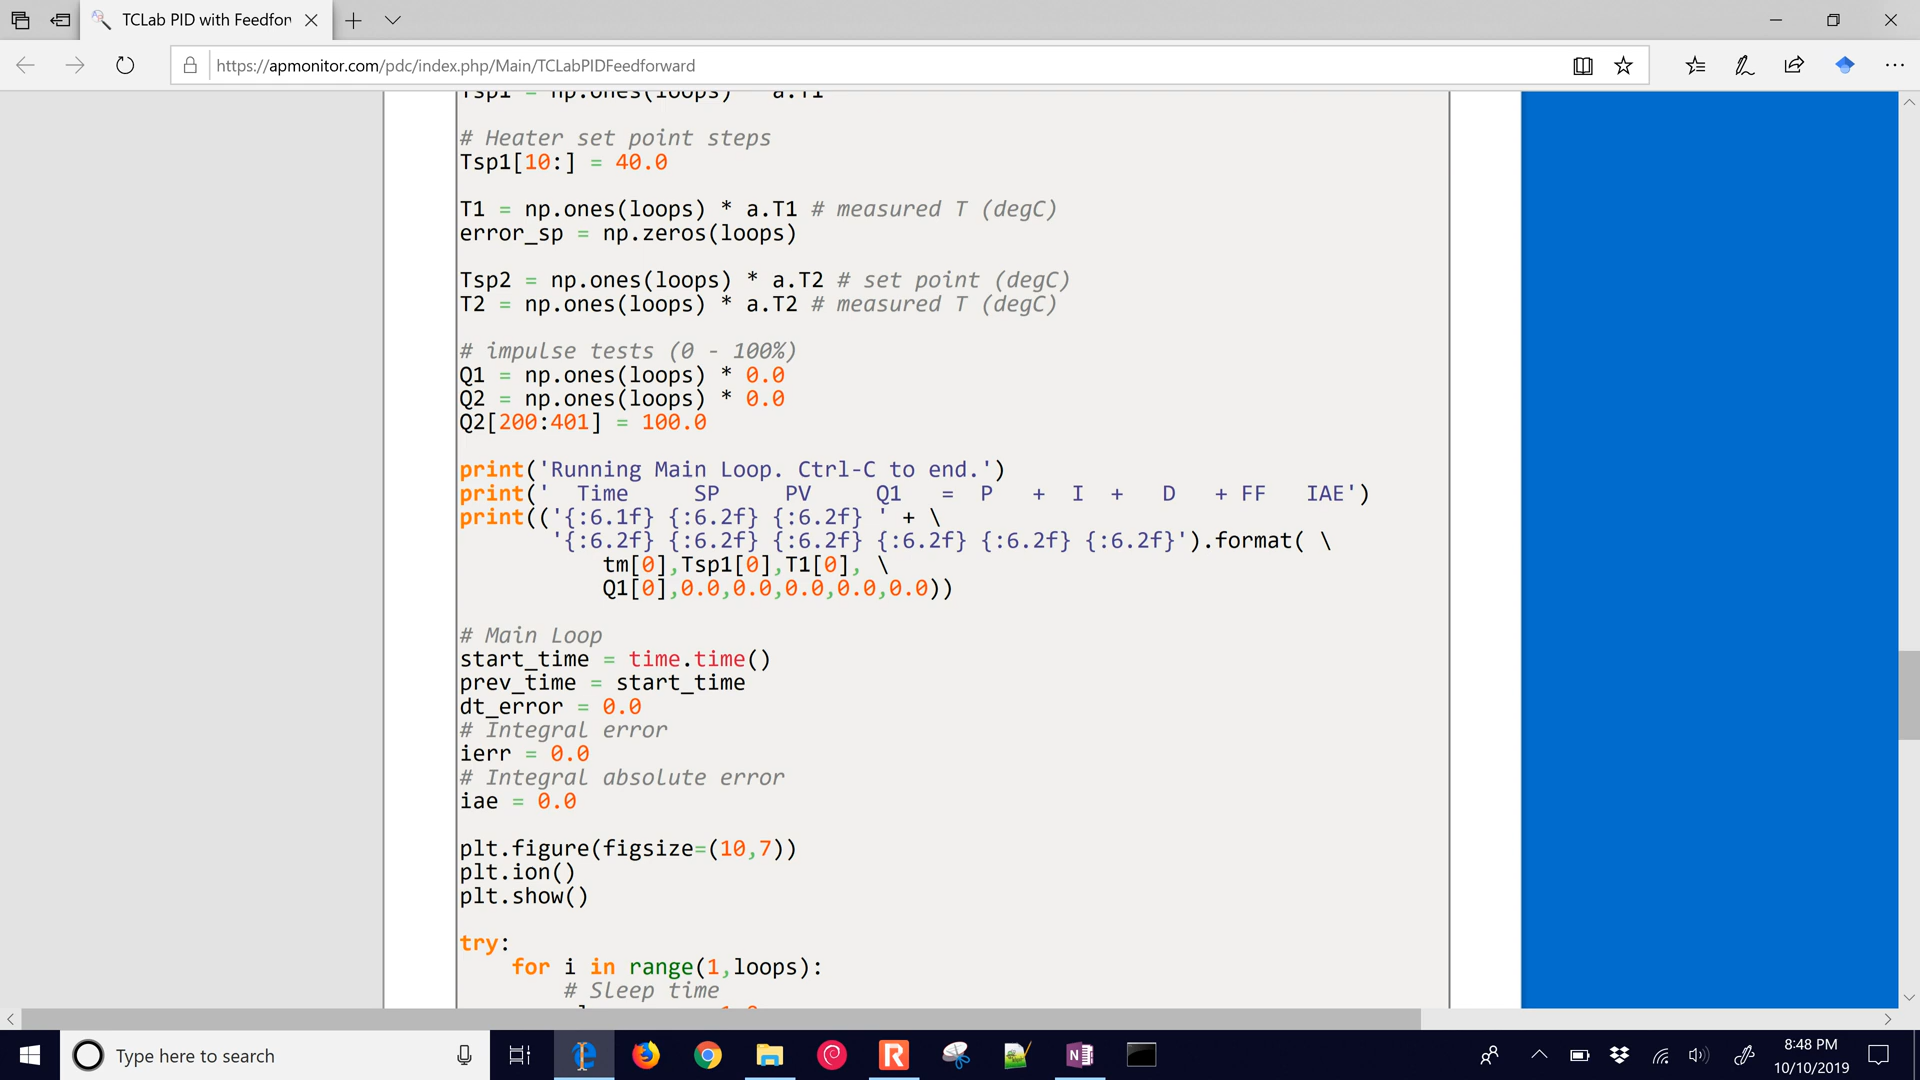 TCLab PID with Feedfor
https://apmonitor.com/pdc/index.php/Main/TCLabPIDFeedforward
Tsp1 = np.ones(loops) * a.T1
# Heater set point steps
Tsp1[10:] = 40.0
T1 = np.ones(loops) * a.T1 # measured T (degC)
error_sp = np.zeros(loops)
Tsp2 = np.ones(loops) * a.T2 # set point (degC)
T2 = np.ones(loops) * a.T2 # measured T (degC)
# impulse tests (0 - 100%)
Q1 = np.ones(loops) * 0.0
Q2 = np.ones(loops) * 0.0
Q2[200:401] = 100.0
print('Running Main Loop. Ctrl-C to end.')
print('  Time     SP     PV     Q1   =  P   +  I  +   D   + FF   IAE')
print(('{:6.1f} {:6.2f} {:6.2f} ' + \
'{:6.2f} {:6.2f} {:6.2f} {:6.2f} {:6.2f} {:6.2f}').format( \
tm[0],Tsp1[0],T1[0], \
Q1[0],0.0,0.0,0.0,0.0,0.0))
# Main Loop
start_time = time.time()
prev_time = start_time
dt_error = 0.0
# Integral error
ierr = 0.0
# Integral absolute error
iae = 0.0
plt.figure(figsize=(10,7))
plt.ion()
plt.show()
try:
for i in range(1,loops):
# Sleep time
Type here to search
8:48 PM
10/10/2019